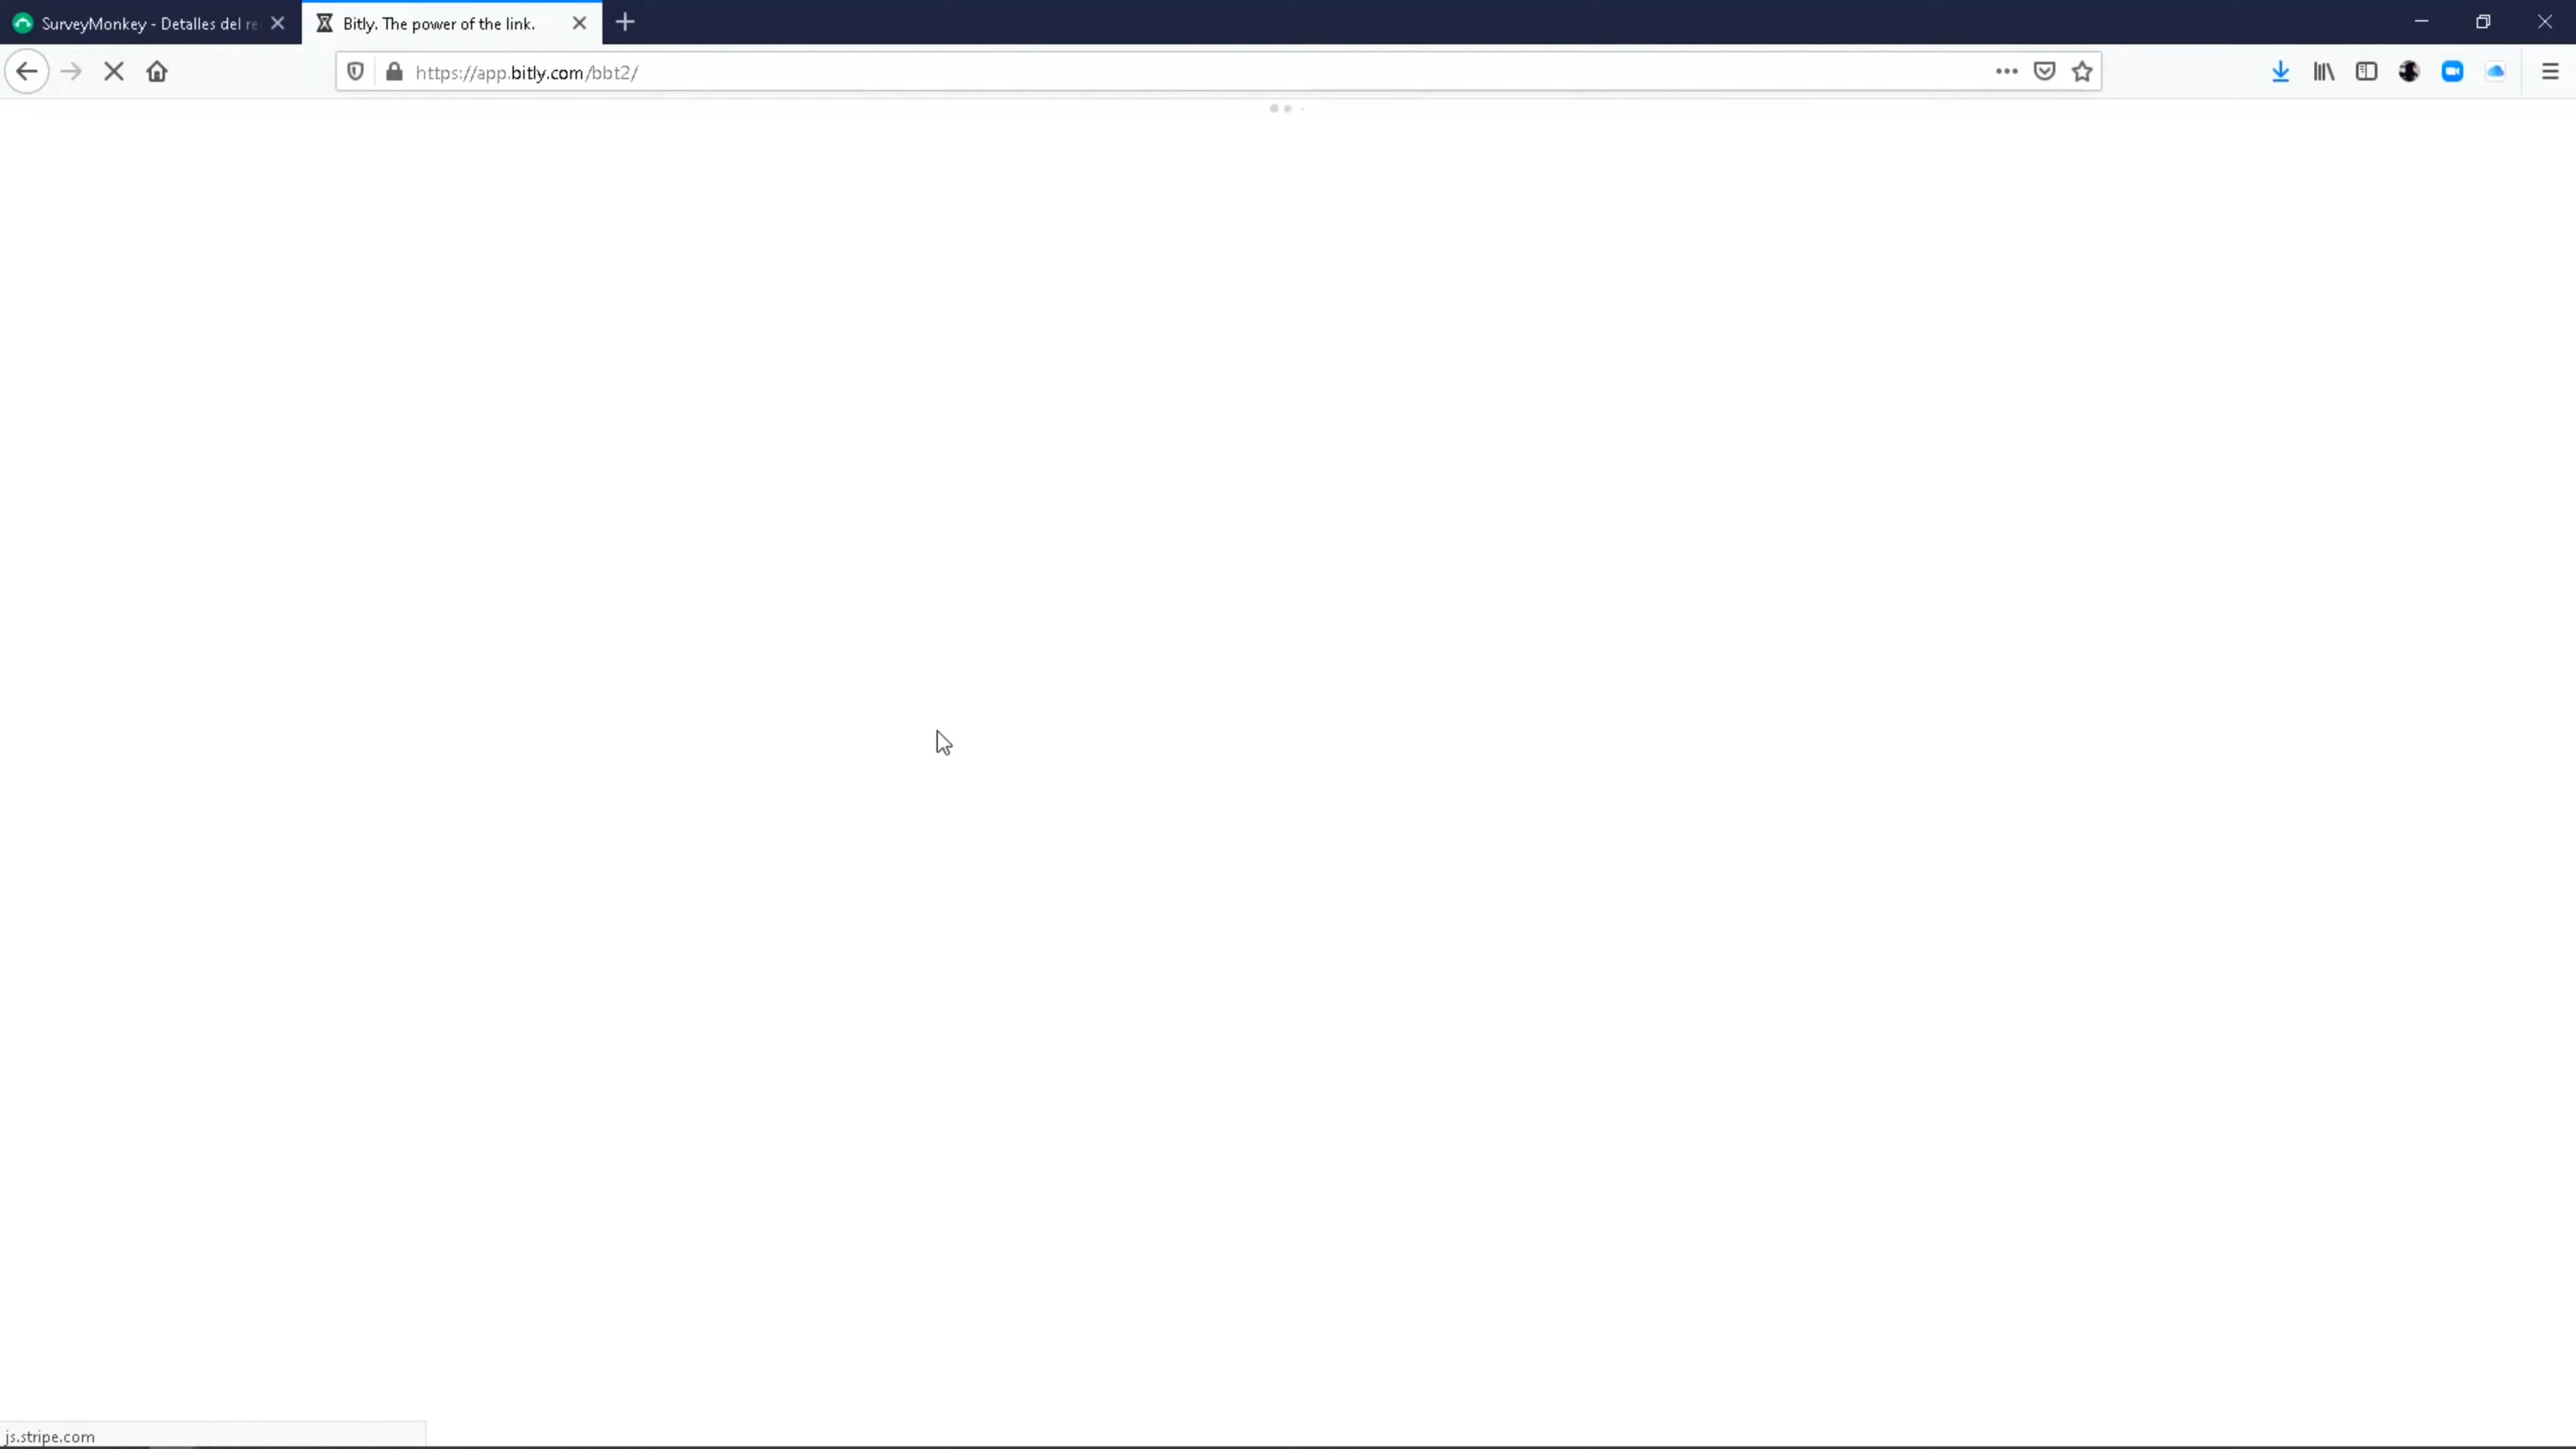 SurveyMonkey - Detalles del re
Bitly. The power of the link.
https://app.bitly.com/bbt2/
js.stripe.com